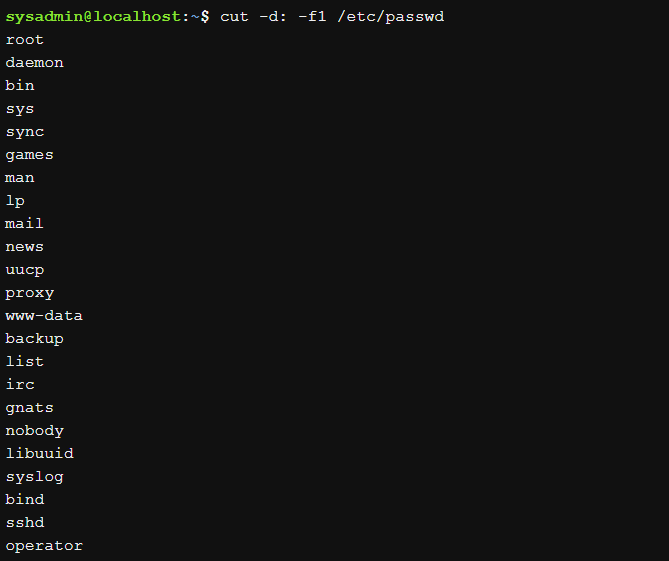 sysadmin@localhost:~$ cut -d: -f1 /etc/passwd
root
daemon
bin
sys
sync
games
man
lp
mail
news
uucp
proxy
www-data
backup
list
irc
gnats
nobody
libuuid
syslog
bind
sshd
operator